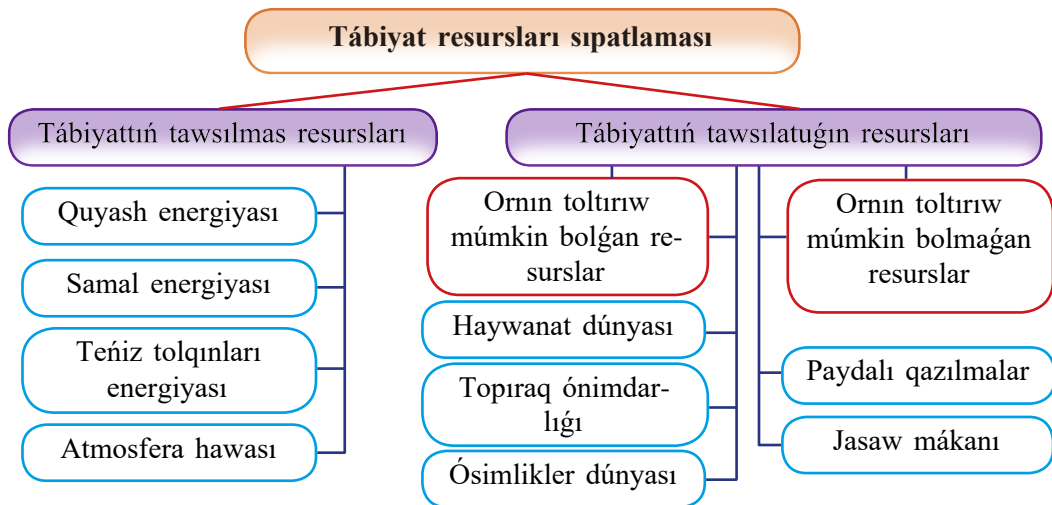 Tábiyat resursları sıpatlaması
Tábiyattıń tawsılmas resursları
Quyash energiyası
Samal energiyası
Teńiz tolqınları
energiyası
Atmosfera hawası
Tábiyattıń tawsılatuǵın resursları
Ornın toltırıw
múmkin bolǵan re-
surslar
Haywanat dúnyası
Topıraq ónimdar-
lıǵı
Ósimlikler dúnyası
Ornın toltırıw
múmkin bolmaǵan
resurslar
Paydalı qazılmalar
Jasaw mákanı